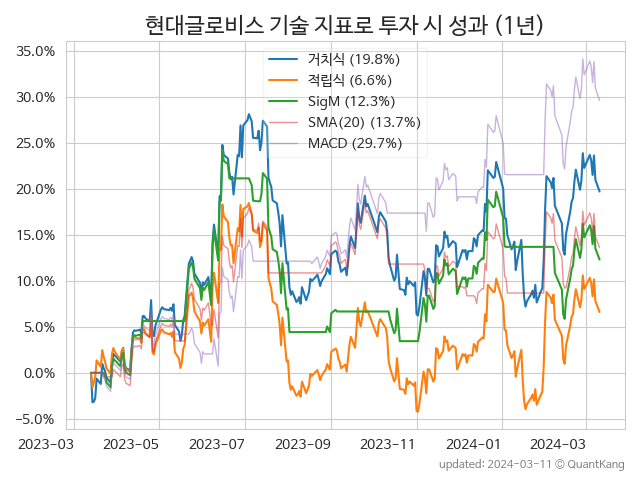 현대글로비스 기술 지표로 투자 시 성과 (1년)
35.0%
30.0%
25.0%
20.0%
15.0%
10.0%
5.0%
0.0%
−5.0%
거치식 (19.8%)
적립식 (6.6%)
SigM (12.3%)
SMA(20) (13.7%)
MACD (29.7%)
2023-03 2023-05 2023-07 2023-09 2023-11 2024-01 2024-03
updated: 2024-03-11 © QuantKang